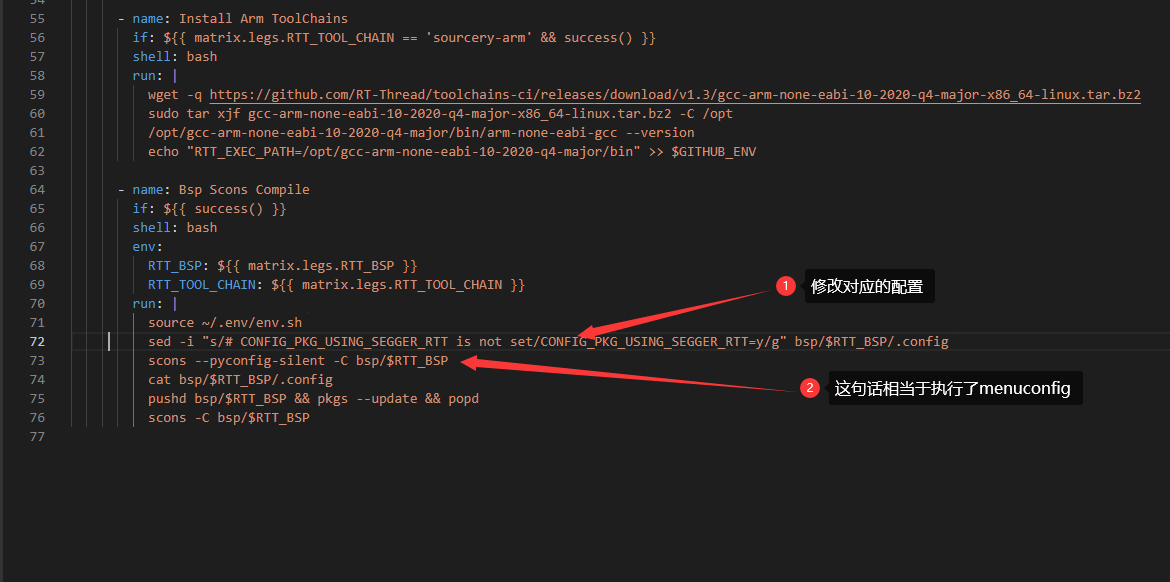 54
55 - name: Install Arm ToolChains
56 if: ${{ matrix.legs.RTT_TOOL_CHAIN == 'sourcery-arm' && success() }}
57 shell: bash
58 run: |
59 wget -q https://github.com/RT-Thread/toolchains-ci/releases/download/v1.3/gcc-arm-none-eabi-10-2020-q4-major-x86_64-linux.tar.bz2
60 sudo tar xjf gcc-arm-none-eabi-10-2020-q4-major-x86_64-linux.tar.bz2 -C /opt
61 /opt/gcc-arm-none-eabi-10-2020-q4-major/bin/arm-none-eabi-gcc --version
62 echo "RTT_EXEC_PATH=/opt/gcc-arm-none-eabi-10-2020-q4-major/bin" >> $GITHUB_ENV
63
64 - name: Bsp Scons Compile
65 if: ${{ success() }}
66 shell: bash
67 env:
68 RTT_BSP: ${{ matrix.legs.RTT_BSP }}
69 RTT_TOOL_CHAIN: ${{ matrix.legs.RTT_TOOL_CHAIN }}
1 修改对应的配置
70 run: |
71 source ~/.env/env.sh
72 sed -i "s/# CONFIG_PKG_USING_SEGGER_RTT is not set/CONFIG_PKG_USING_SEGGER_RTT=y/g" bsp/$RTT_BSP/.config
73 scons --pyconfig-silent -C bsp/$RTT_BSP
74 cat bsp/$RTT_BSP/.config
2 这句话相当于执行了menuconfig
75 pushd bsp/$RTT_BSP && pkgs --update && popd
76 scons -C bsp/$RTT_BSP
77